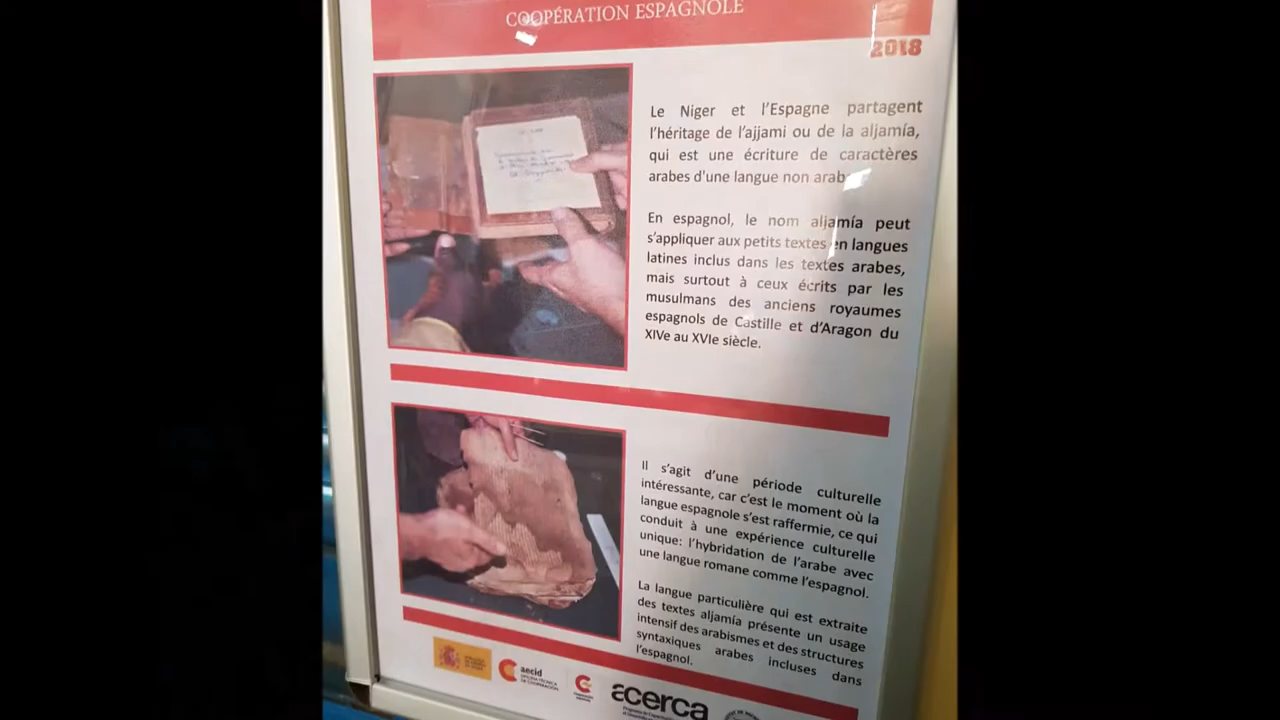 COOPÉRATION ESPAGNOLE
2018
Le Niger et l'Espagne partagent
l'héritage de l'ajjami ou de la aljamía,
qui est une écriture de caractères
arabes d'une langue non arab
En espagnol, le nom aljamía peut
s'appliquer aux petits textes en langues
latines inclus dans les textes arabes,
mais surtout à ceux écrits par les
musulmans des anciens royaumes
espagnols de Castille et d'Aragon du
XIVe au XVIe siècle.
Il s'agit d'une période culturelle
intéressante, car c'est le moment où la
langue espagnole s'est raffermie, ce qui
conduit à une expérience culturelle
unique: l'hybridation de l'arabe avec
une langue romane comme l'espagnol.
La langue particulière qui est extraite
des textes aljamía présente un usage
intensif des arabismes et des structures
syntaxiques arabes incluses dans
l'espagnol.
aecid
OFICINA TÉCNICA
DE COOPERACIÓN
acerca